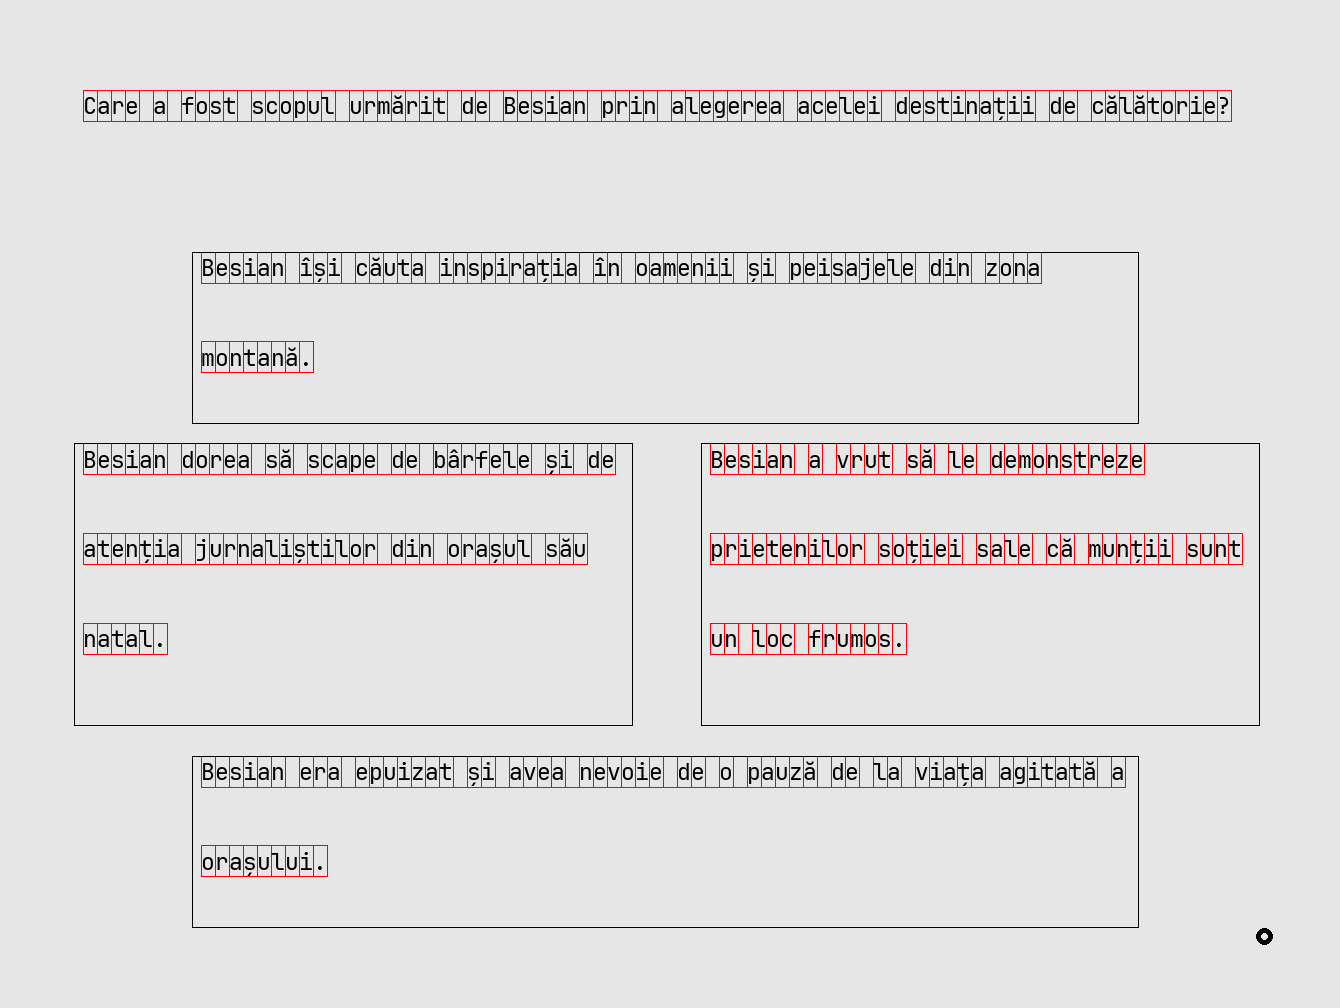 Care a fost scopul urmărit de Besian prin alegerea acelei destinații de călătorie?
Besian își căuta inspirația în oamenii și peisajele din zona
montană.
Besian dorea să scape de bârfele și de
atenția jurnaliștilor din orașul său
natal.
Besian a vrut să le demonstreze
prietenilor soției sale că munții sunt
un loc frumos.
Besian era epuizat și avea nevoie de o pauză de la viața agitată a
orașului.